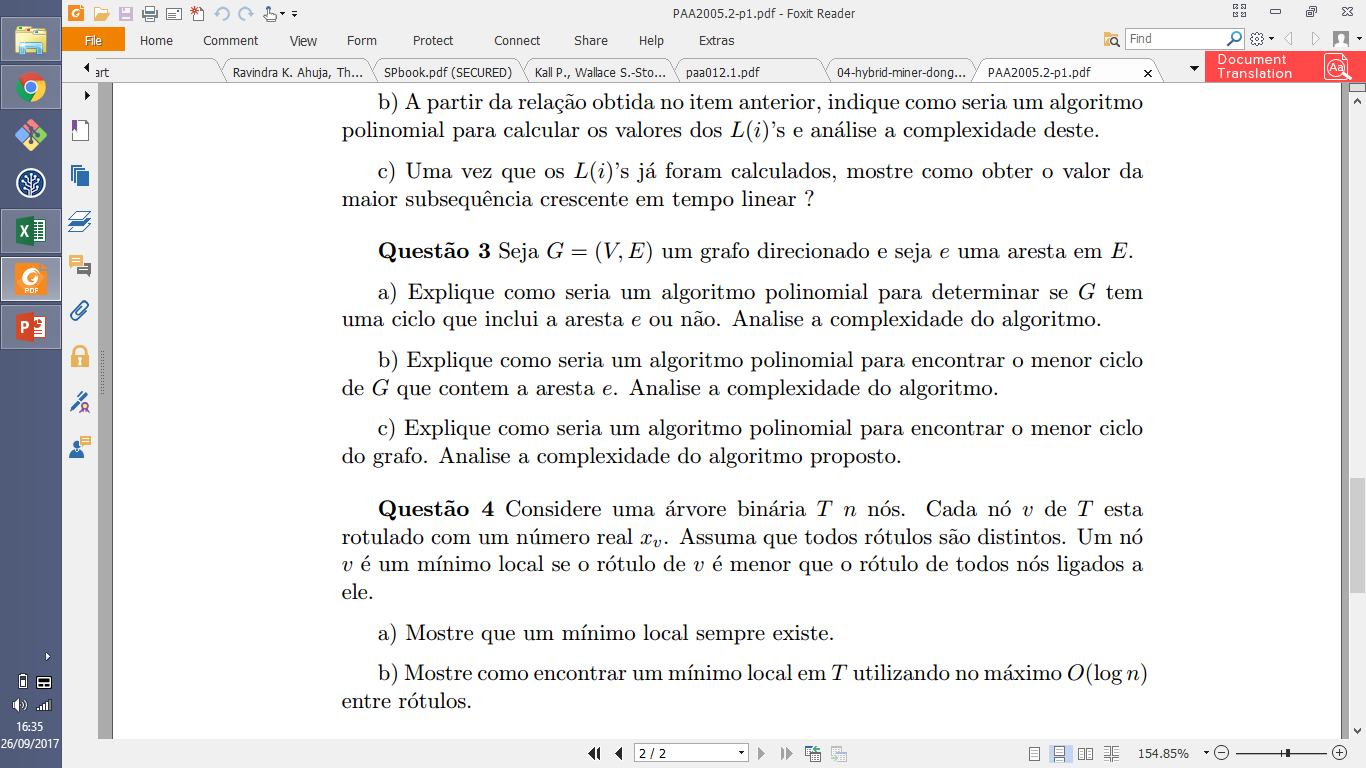 PAA2005.2-p1.pdf - Foxit Reader
File Home Comment View Form Protect Connect Share Help Extras
Find
Document Translation
art
Ravindra K. Ahuja, Th...
SPbook.pdf (SECURED)
Kall P., Wallace S.-Sto...
paa012.1.pdf
04-hybrid-miner-dong...
PAA2005.2-p1.pdf
b) A partir da relação obtida no item anterior, indique como seria um algoritmo
polinomial para calcular os valores dos L(i)'s e análise a complexidade deste.
c) Uma vez que os L(i)'s já foram calculados, mostre como obter o valor da
maior subsequência crescente em tempo linear ?
Questão 3 Seja G = (V, E) um grafo direcionado e seja e uma aresta em E.
a) Explique como seria um algoritmo polinomial para determinar se G tem
uma ciclo que inclui a aresta e ou não. Analise a complexidade do algoritmo.
b) Explique como seria um algoritmo polinomial para encontrar o menor ciclo
de G que contem a aresta e. Analise a complexidade do algoritmo.
c) Explique como seria um algoritmo polinomial para encontrar o menor ciclo
do grafo. Analise a complexidade do algoritmo proposto.
Questão 4 Considere uma árvore binária T n nós. Cada nó v de T esta
rotulado com um número real x_v. Assuma que todos rótulos são distintos. Um nó
v é um mínimo local se o rótulo de v é menor que o rótulo de todos nós ligados a
ele.
a) Mostre que um mínimo local sempre existe.
b) Mostre como encontrar um mínimo local em T utilizando no máximo O(log n)
entre rótulos.
16:35
26/09/2017
2 / 2
154.85%